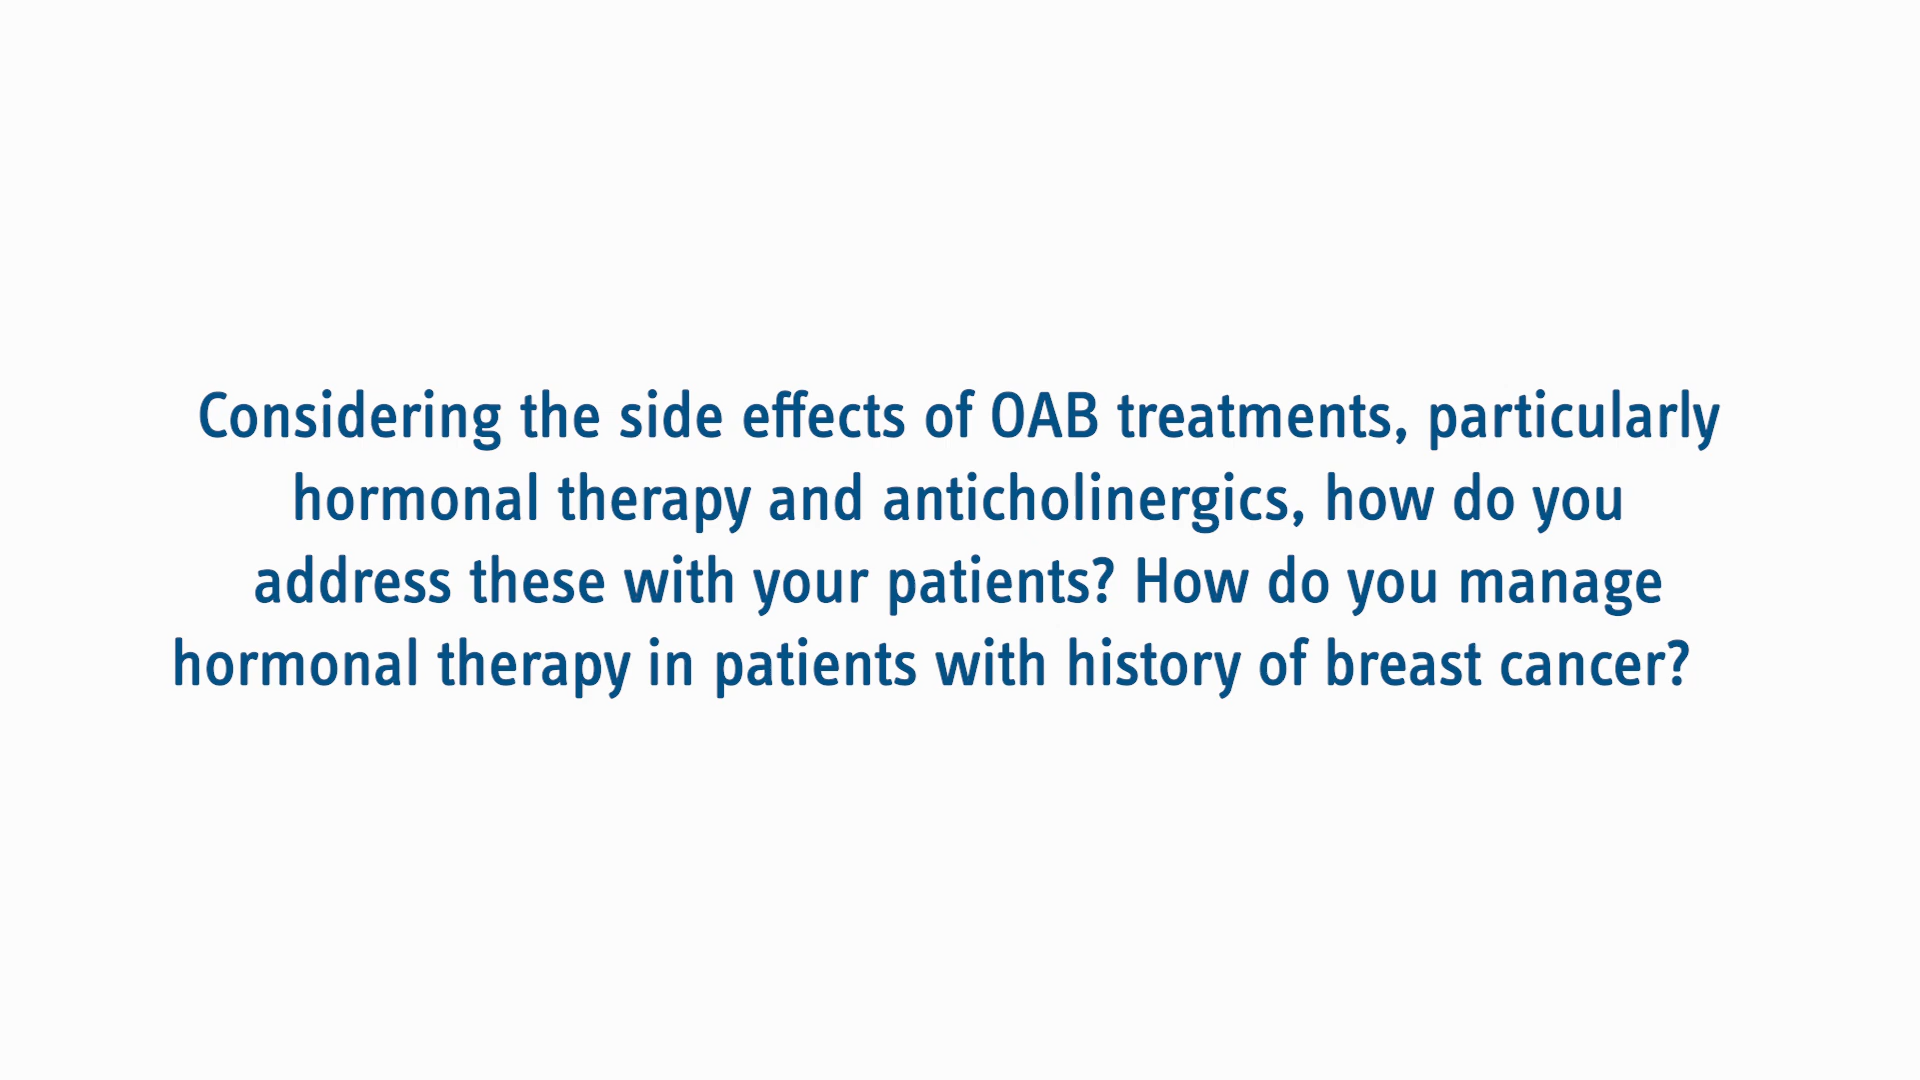 Considering the side effects of OAB treatments, particularly
hormonal therapy and anticholinergics, how do you
address these with your patients? How do you manage
hormonal therapy in patients with history of breast cancer?